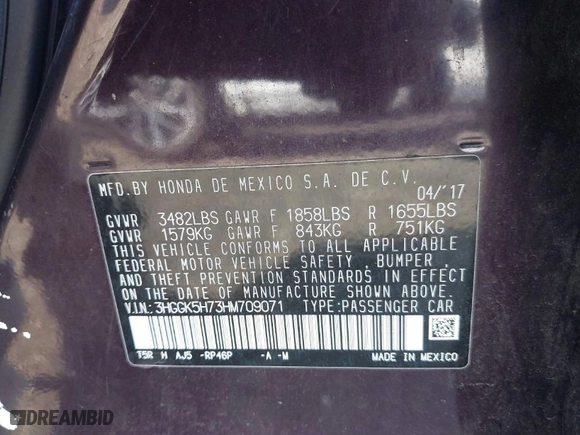 MFD.BY HONDA DE MEXICO S.A. DE C.V.
04/'17
GVWR 3482LBS GAWR F 1858LBS R 1655LBS
GVWR 1579KG GAWR F 843KG R 751KG
THIS VEHICLE CONFORMS TO ALL APPLICABLE
FEDERAL MOTOR VEHICLE SAFETY, BUMPER,
AND THEFT PREVENTION STANDARDS IN EFFECT
ON THE DATE OF MANUFACTURE SHOWN ABOVE.
V.I.N.: 3HGGK5H73HM709071 TYPE:PASSENGER CAR
T5R H AJ5 -RP46P -A -M MADE IN MEXICO
DREAMBID